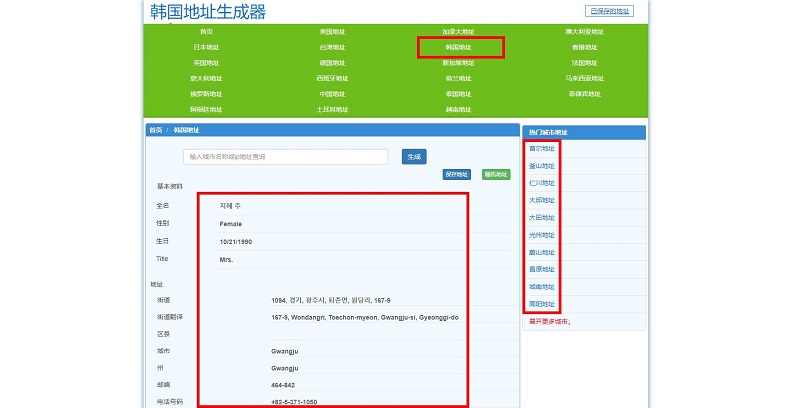 韩国地址生成器
已保存的地址
首页 美国地址 加拿大地址 澳大利亚地址
日本地址 台湾地址 韩国地址 香港地址
英国地址 德国地址 新加坡地址 法国地址
意大利地址 西班牙地址 荷兰地址 马来西亚地址
俄罗斯地址 中国地址 泰国地址 菲律宾地址
阿根廷地址 土耳其地址 越南地址
首页 / 韩国地址
输入城市名称或ip地址查询 生成
保存地址 随机地址
基本资料
全名 지혜 주
性别 Female
生日 10/21/1990
Title Mrs.
地址
街道 1094, 경기, 광주시, 퇴촌면, 원당리, 167-9
街道翻译 167-9, Wondangri, Toechon-myeon, Gwangju-si, Gyeonggi-do
区县
城市 Gwangju
州 Gwangju
邮编 464-842
电话号码 +82-5-371-1050
热门城市地址
首尔地址
釜山地址
仁川地址
大邱地址
大田地址
光州地址
蔚山地址
昌原地址
城南地址
高阳地址
展开更多城市↓